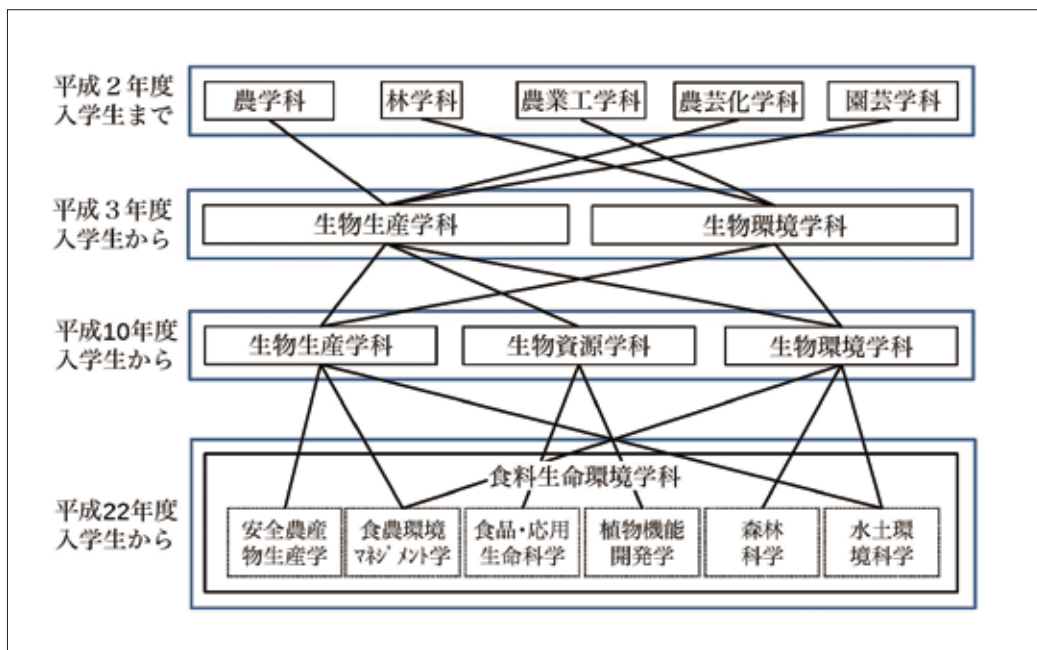 平成２年度
入学生まで
農学科
林学科
農業工学科
農芸化学科
園芸学科
平成３年度
入学生から
生物生産学科
生物環境学科
平成10年度
入学生から
生物生産学科
生物資源学科
生物環境学科
平成22年度
入学生から
食料生命環境学科
安全農産
物生産学
食農環境
ﾏﾈｼﾞﾒﾝﾄ学
食品・応用
生命科学
植物機能
開発学
森林
科学
水土環
境科学